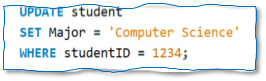 UPDATE student
SET Major = 'Computer Science'
WHERE studentID = 1234;